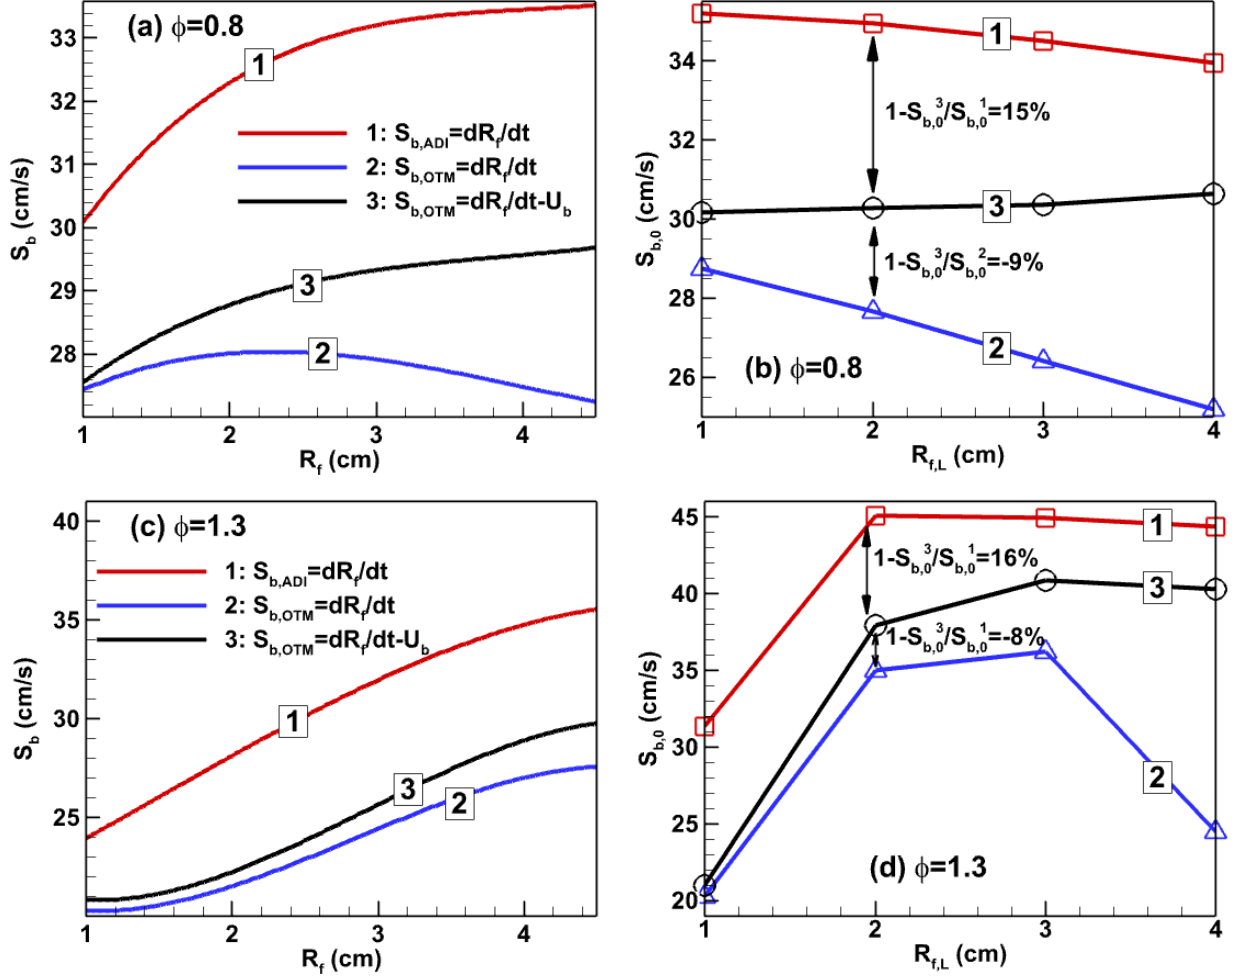 (a) ϕ=0.8
33
32
31
30
29
28
S_b (cm/s)
1
1: S_b,ADI=dR_f/dt
2: S_b,OTM=dR_f/dt
3: S_b,OTM=dR_f/dt-U_b
3
2
1 2 3 4
R_f (cm)
34
32
30
28
26
S_b,0 (cm/s)
1
1-S_b,0^3/S_b,0^1=15%
3
1-S_b,0^3/S_b,0^2=-9%
2
(b) ϕ=0.8
1 2 3 4
R_f,L (cm)
(c) ϕ=1.3
40
35
30
25
S_b (cm/s)
1: S_b,ADI=dR_f/dt
2: S_b,OTM=dR_f/dt
3: S_b,OTM=dR_f/dt-U_b
1
3
2
1 2 3 4
R_f (cm)
45
40
35
30
25
20
S_b,0 (cm/s)
1
1-S_b,0^3/S_b,0^1=16%
3
1-S_b,0^3/S_b,0^1=-8%
2
(d) ϕ=1.3
1 2 3 4
R_f,L (cm)